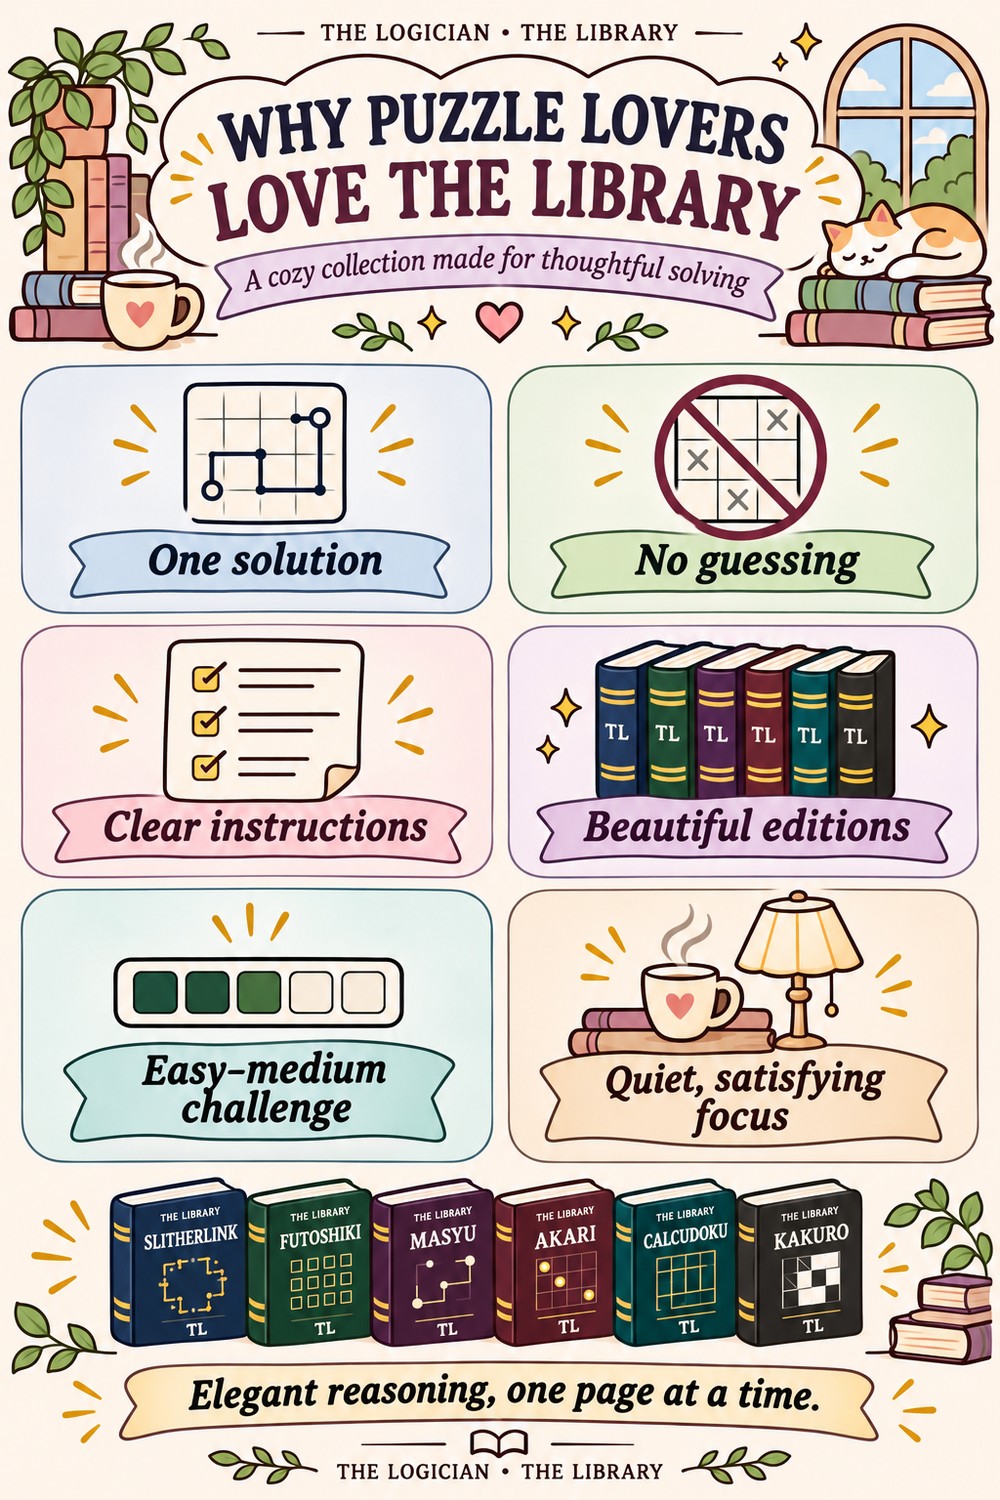 THE LOGICIAN • THE LIBRARY
WHY PUZZLE LOVERS
LOVE THE LIBRARY
A cozy collection made for thoughtful solving
One solution
No guessing
Clear instructions
TL TL TL TL TL TL
Beautiful editions
Easy–medium
challenge
Quiet, satisfying
focus
THE LIBRARY
SLITHERLINK
TL
THE LIBRARY
FUTOSHIKI
TL
THE LIBRARY
MASYU
TL
THE LIBRARY
AKARI
TL
THE LIBRARY
CALCUDOKU
TL
THE LIBRARY
KAKURO
TL
Elegant reasoning, one page at a time.
THE LOGICIAN • THE LIBRARY